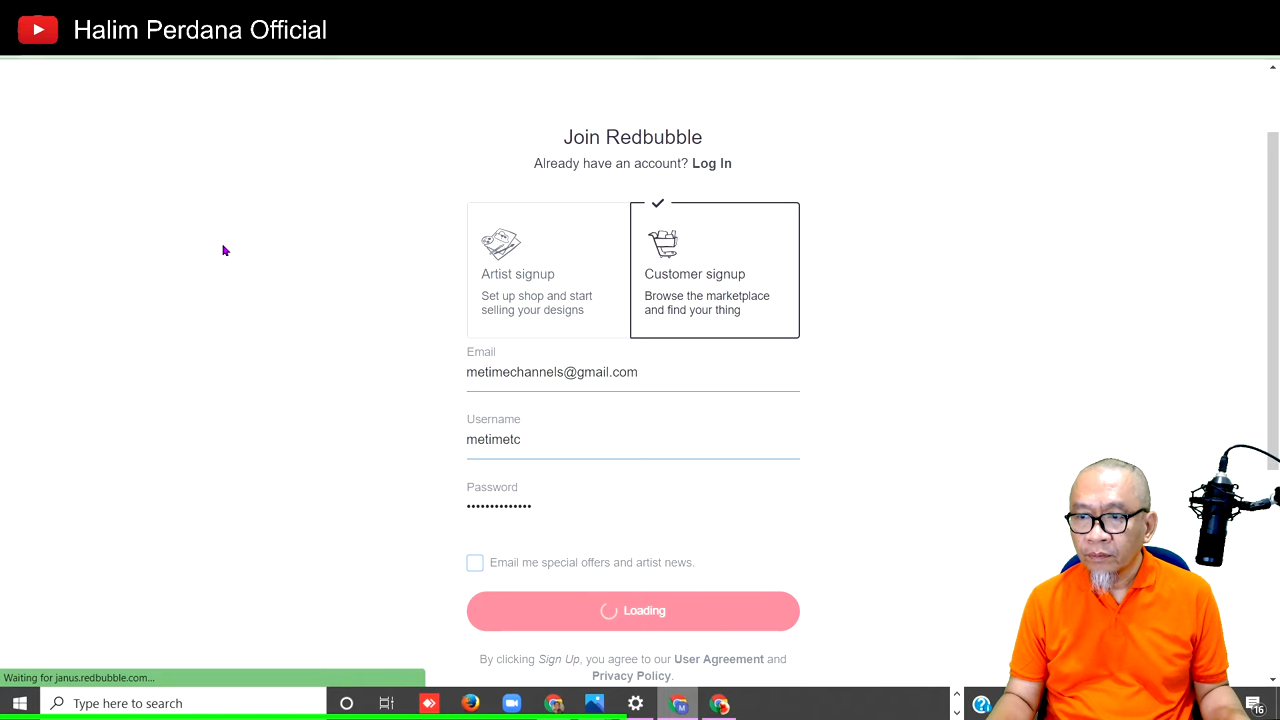 Halim Perdana Official
Join Redbubble
Already have an account? Log In
Artist signup
Set up shop and start
selling your designs
Customer signup
Browse the marketplace
and find your thing
Email
metimechannels@gmail.com
Username
metimetc
Password
••••••••••••••
Email me special offers and artist news.
Loading
By clicking Sign Up, you agree to our User Agreement and
Privacy Policy.
Waiting for janus.redbubble.com...
Type here to search
16